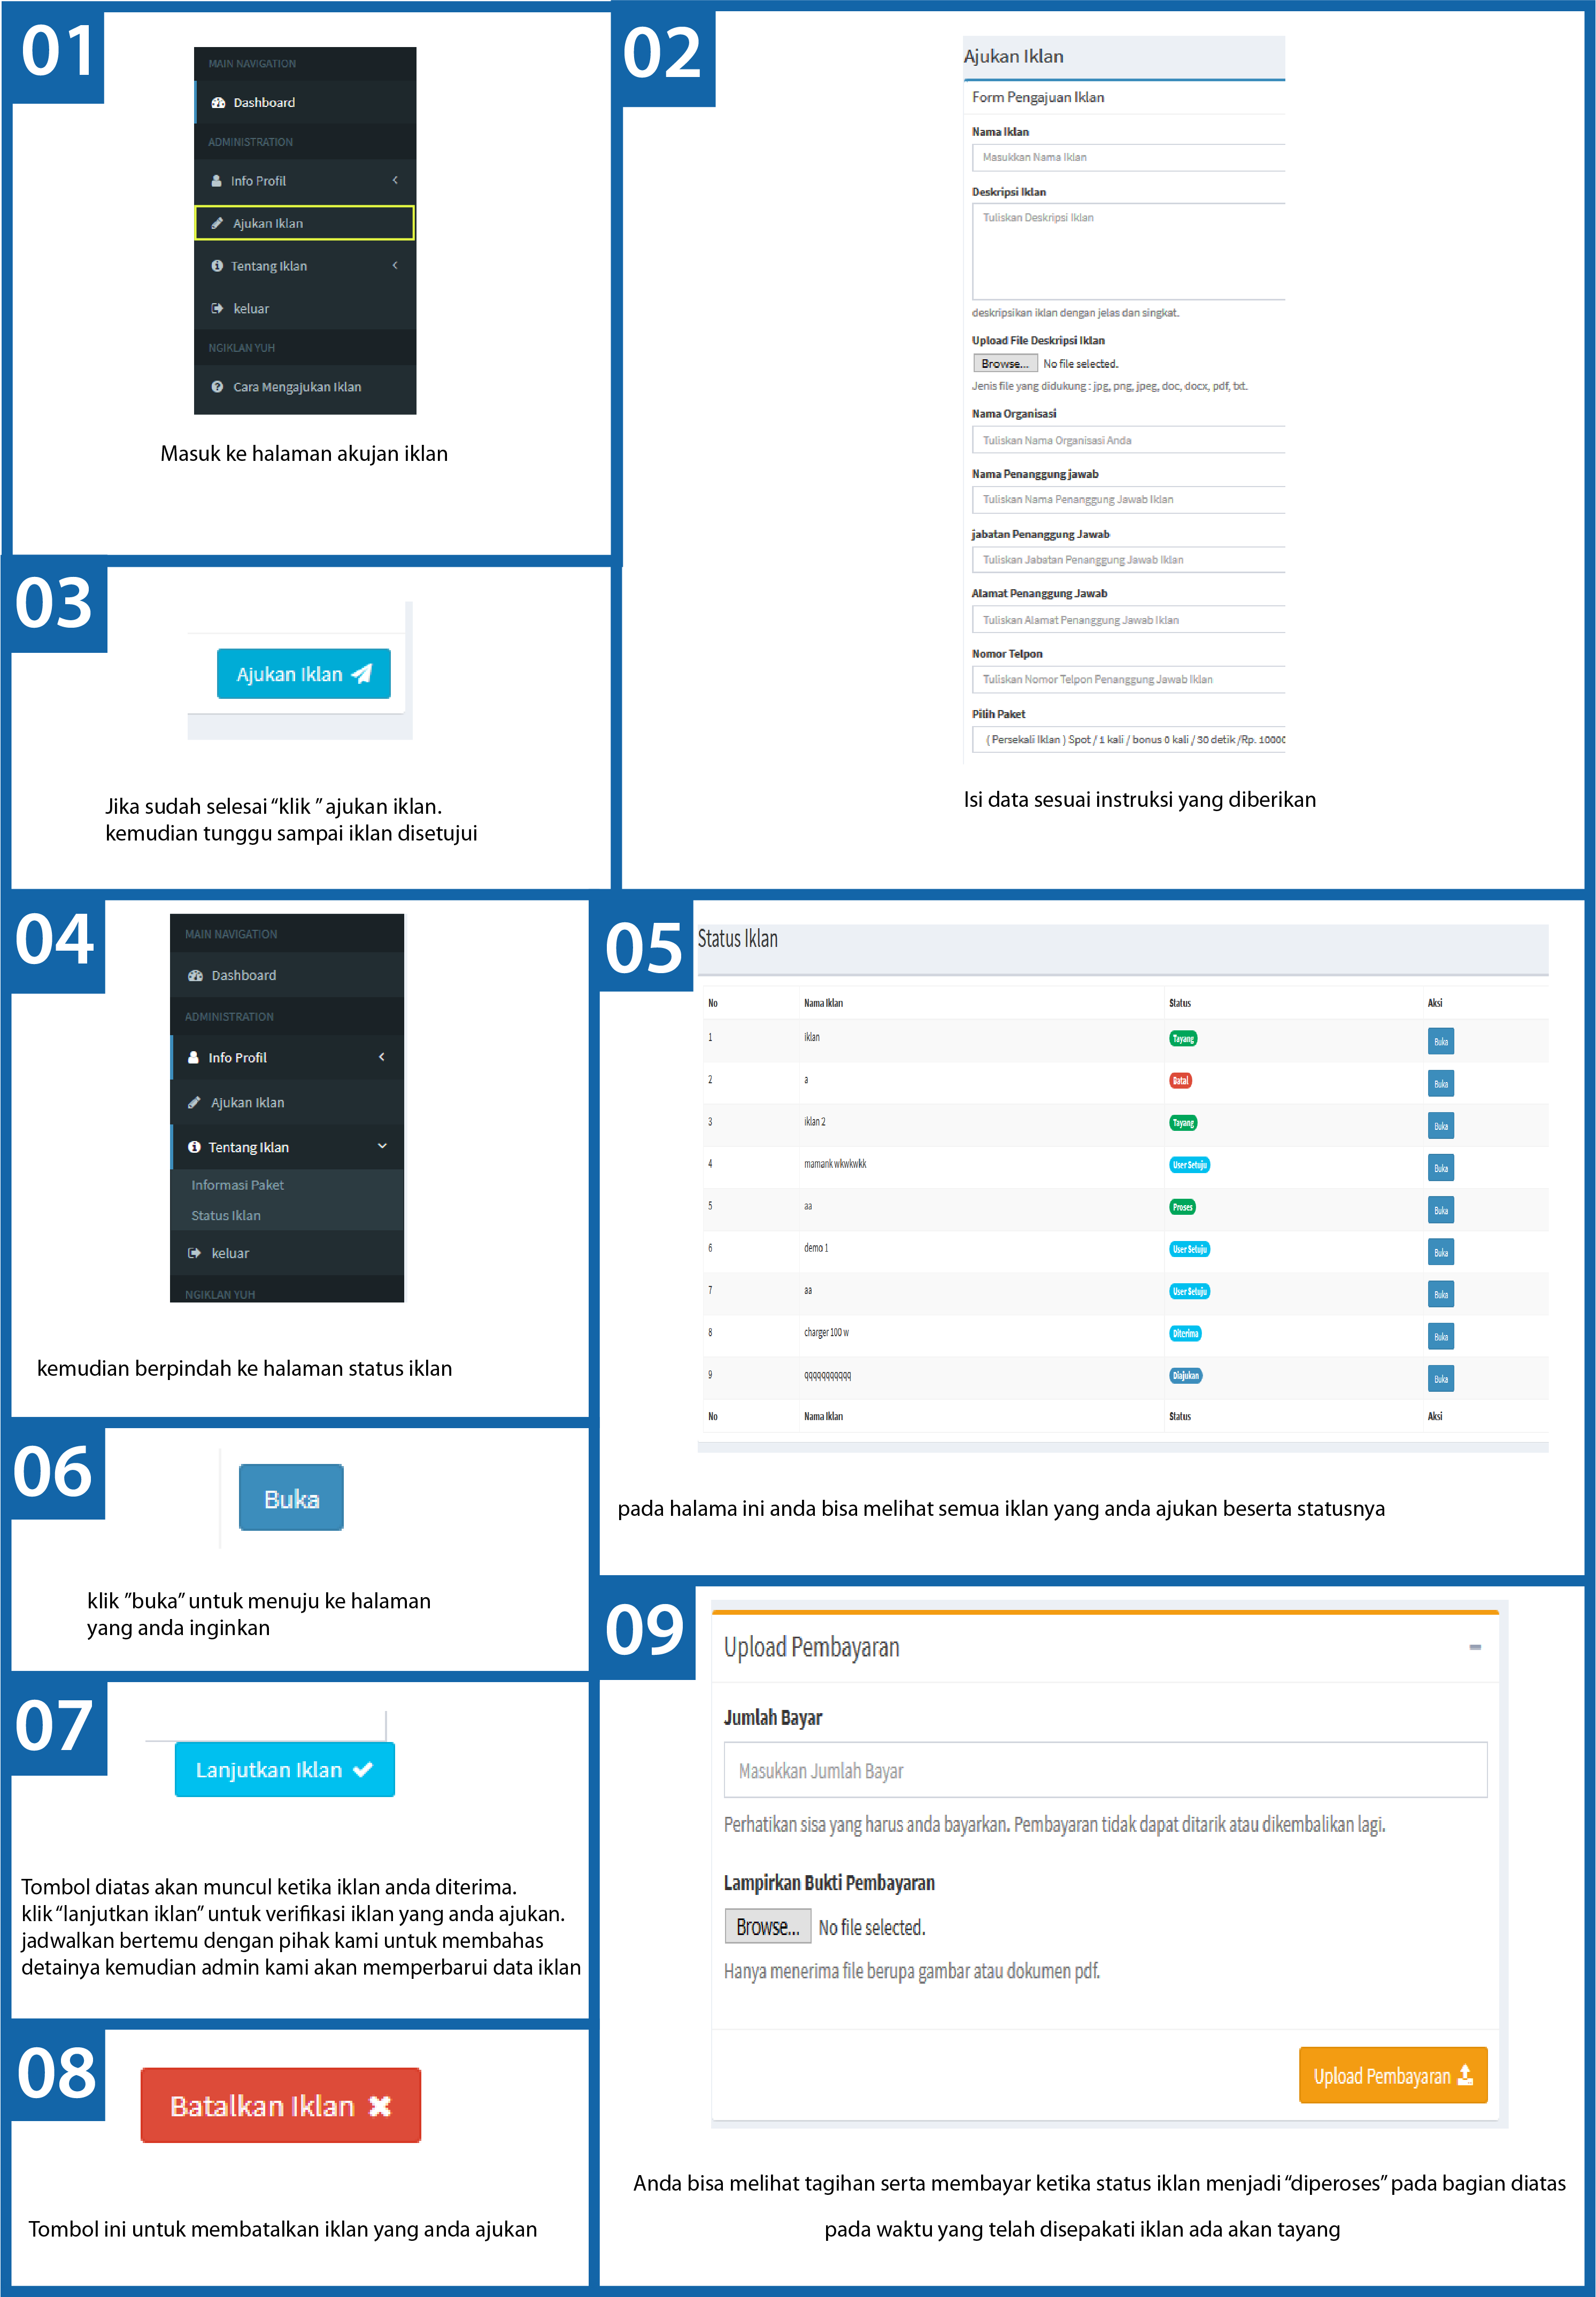 01
MAIN NAVIGATION
Dashboard
ADMINISTRATION
Info Profil
Ajukan Iklan
Tentang Iklan
keluar
NGIKLAN YUH
Cara Mengajukan Iklan
Masuk ke halaman akujan iklan
02
Ajukan Iklan
Form Pengajuan Iklan
Nama Iklan
Masukkan Nama Iklan
Deskripsi Iklan
Tuliskan Deskripsi Iklan
deskripsikan iklan dengan jelas dan singkat.
Upload File Deskripsi Iklan
Browse... No file selected.
Jenis file yang didukung : jpg, png, jpeg, doc, docx, pdf, txt.
Nama Organisasi
Tuliskan Nama Organisasi Anda
Nama Penanggung jawab
Tuliskan Nama Penanggung Jawab Iklan
jabatan Penanggung Jawab
Tuliskan Jabatan Penanggung Jawab Iklan
Alamat Penanggung Jawab
Tuliskan Alamat Penanggung Jawab Iklan
Nomor Telpon
Tuliskan Nomor Telpon Penanggung Jawab Iklan
Pilih Paket
( Persekali Iklan ) Spot / 1 kali / bonus 0 kali / 30 detik /Rp. 10000
Isi data sesuai instruksi yang diberikan
03
Ajukan Iklan
Jika sudah selesai “klik ” ajukan iklan.
kemudian tunggu sampai iklan disetujui
04
MAIN NAVIGATION
Dashboard
ADMINISTRATION
Info Profil
Ajukan Iklan
Tentang Iklan
Informasi Paket
Status Iklan
keluar
NGIKLAN YUH
kemudian berpindah ke halaman status iklan
05
Status Iklan
No Nama Iklan Status Aksi
1 iklan Tayang Buka
2 a Batal Buka
3 iklan 2 Tayang Buka
4 mamank wkwkwkk User Setuju Buka
5 aa Proses Buka
6 demo 1 User Setuju Buka
7 aa User Setuju Buka
8 charger 100 w Diterima Buka
9 qqqqqqqqqqq Diajukan Buka
No Nama Iklan Status Aksi
pada halama ini anda bisa melihat semua iklan yang anda ajukan beserta statusnya
06
Buka
klik ”buka” untuk menuju ke halaman
yang anda inginkan
07
Lanjutkan Iklan
Tombol diatas akan muncul ketika iklan anda diterima.
klik “lanjutkan iklan” untuk verifikasi iklan yang anda ajukan.
jadwalkan bertemu dengan pihak kami untuk membahas
detainya kemudian admin kami akan memperbarui data iklan
08
Batalkan Iklan
Tombol ini untuk membatalkan iklan yang anda ajukan
09
Upload Pembayaran
Jumlah Bayar
Masukkan Jumlah Bayar
Perhatikan sisa yang harus anda bayarkan. Pembayaran tidak dapat ditarik atau dikembalikan lagi.
Lampirkan Bukti Pembayaran
Browse... No file selected.
Hanya menerima file berupa gambar atau dokumen pdf.
Upload Pembayaran
Anda bisa melihat tagihan serta membayar ketika status iklan menjadi “diperoses” pada bagian diatas
pada waktu yang telah disepakati iklan ada akan tayang